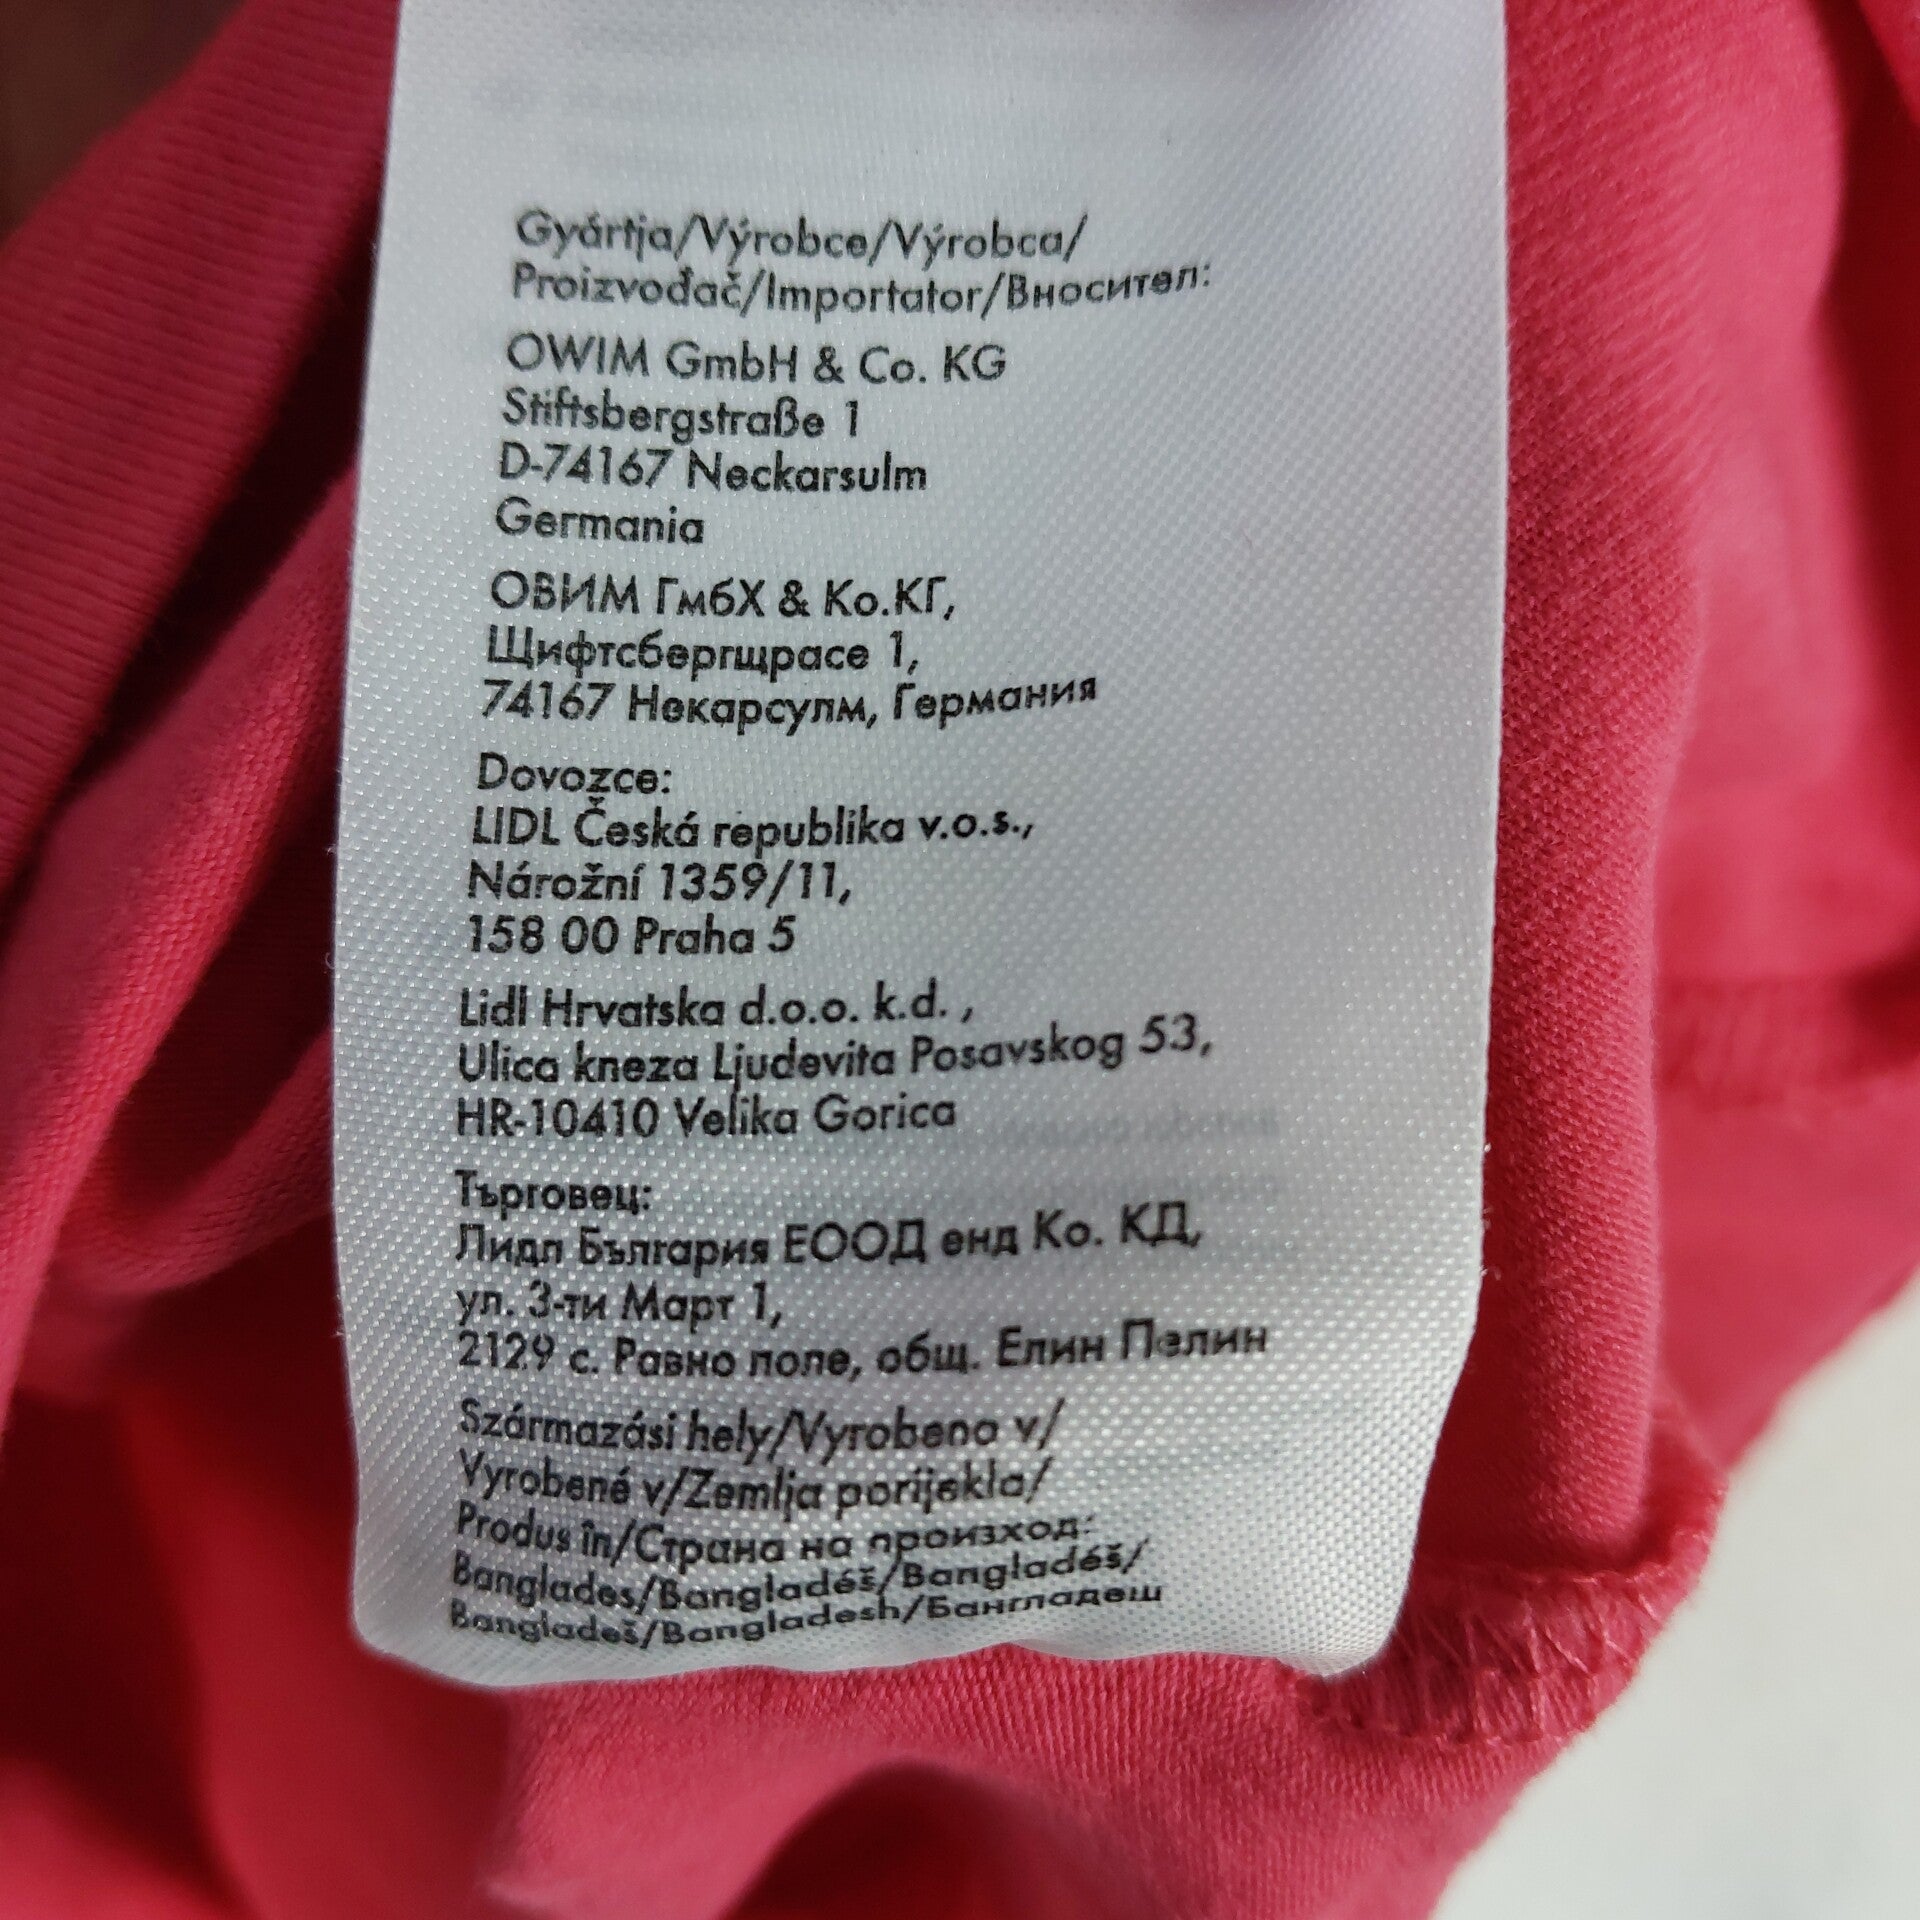 Gyártja/Výrobce/Výrobca/
Proizvođač/Importator/Вносител:
OWIM GmbH & Co. KG
Stiftsbergstraße 1
D-74167 Neckarsulm
Germania
ОВИМ ГмбХ & Ко.КГ,
Щифтсбергщрасе 1,
74167 Некарсулм, Германия
Dovozce:
LIDL Česká republika v.o.s.,
Nárožní 1359/11,
158 00 Praha 5
Lidl Hrvatska d.o.o. k.d. ,
Ulica kneza Ljudevita Posavskog 53,
HR-10410 Velika Gorica
Търговец:
Лидл България ЕООД енд Ко. КД,
ул. 3-ти Март 1,
2129 с. Равно поле, общ. Елин Пелин
Származási hely/Vyrobeno v/
Vyrobené v/Zemlja porijekla/
Produs în/Страна на произход:
Banglades/Bangladéš/Bangladéš/
Bangladeš/Bangladesh/Бангладеш